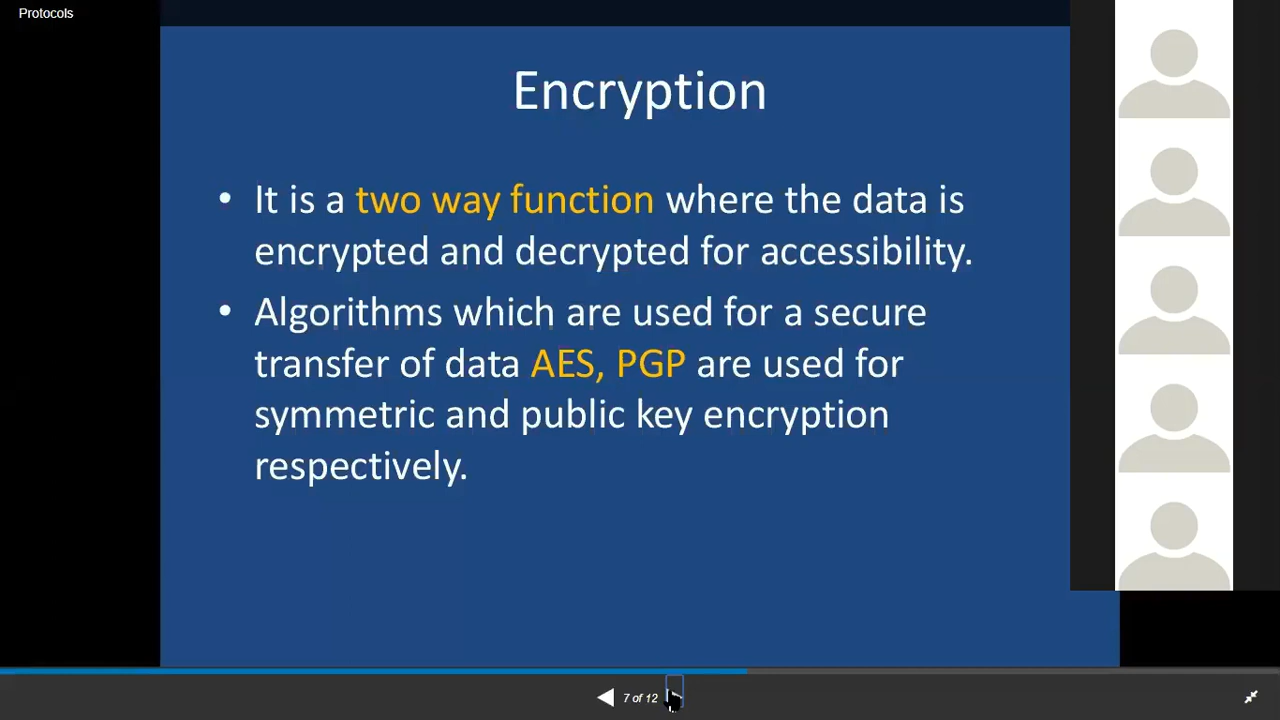 Protocols
Encryption
• It is a two way function where the data is
encrypted and decrypted for accessibility.
• Algorithms which are used for a secure
transfer of data AES, PGP are used for
symmetric and public key encryption
respectively.
7 of 12